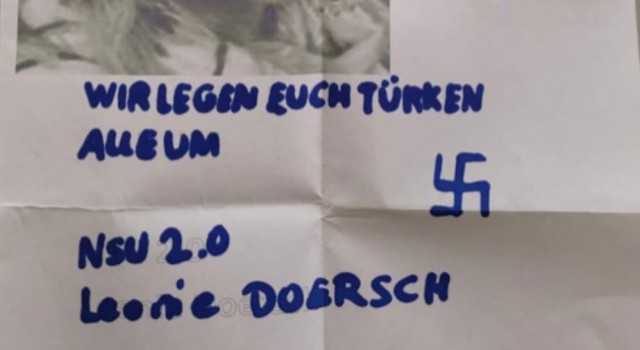 WIR LEGEN EUCH TÜRKEN
ALLE UM
NSU 2.0
Leonie DOERSCH